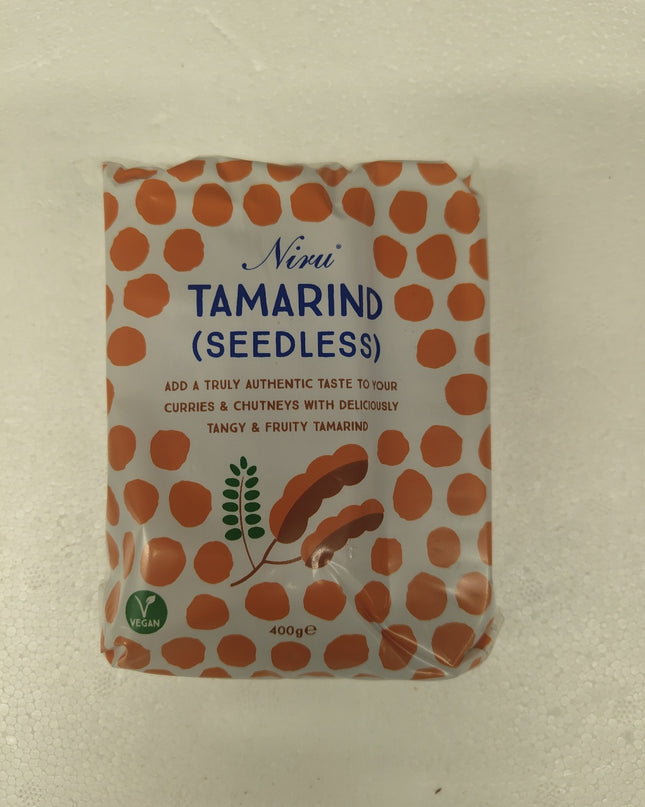 Niru®
TAMARIND
(SEEDLESS)
ADD A TRULY AUTHENTIC TASTE TO YOUR
CURRIES & CHUTNEYS WITH DELICIOUSLY
TANGY & FRUITY TAMARIND
V
VEGAN
400g℮